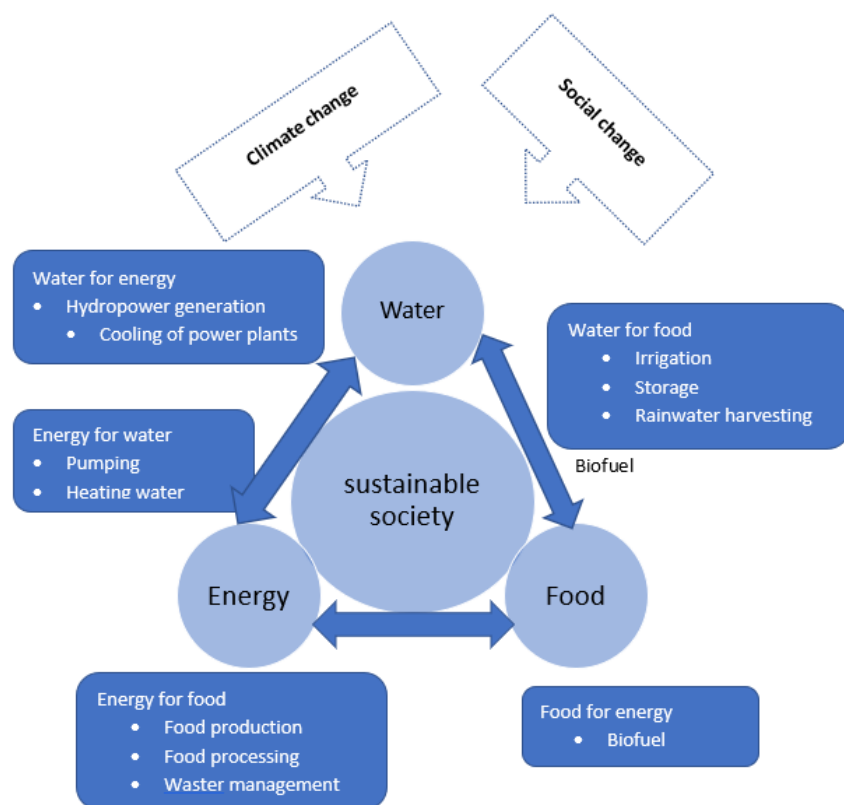 Climate change
Social change
Water for energy
• Hydropower generation
• Cooling of power plants
Water
Water for food
• Irrigation
• Storage
• Rainwater harvesting
Energy for water
• Pumping
• Heating water
Biofuel
sustainable
society
Energy
Food
Energy for food
• Food production
• Food processing
• Waster management
Food for energy
• Biofuel